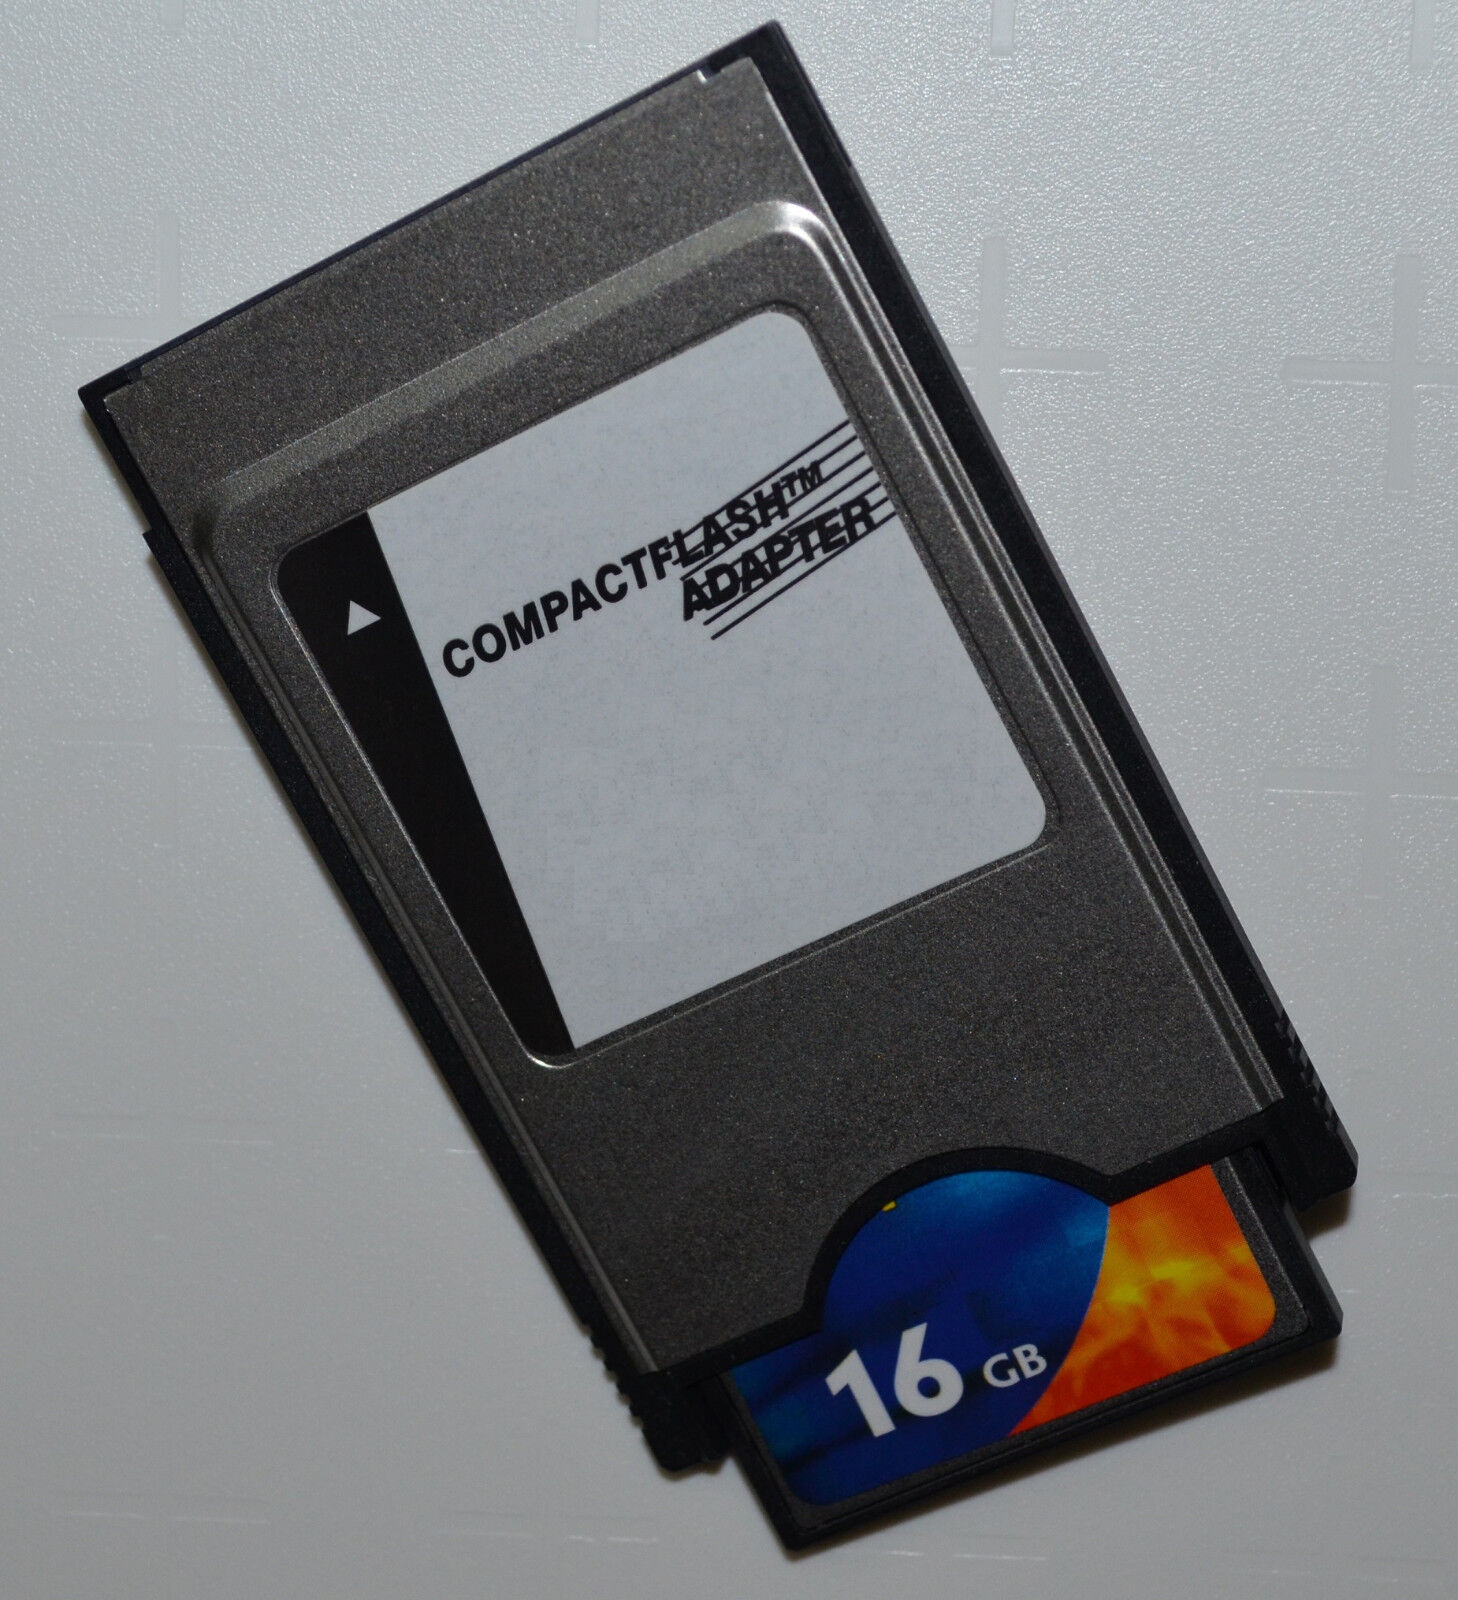 COMPACTFLASH™
ADAPTER
16 GB